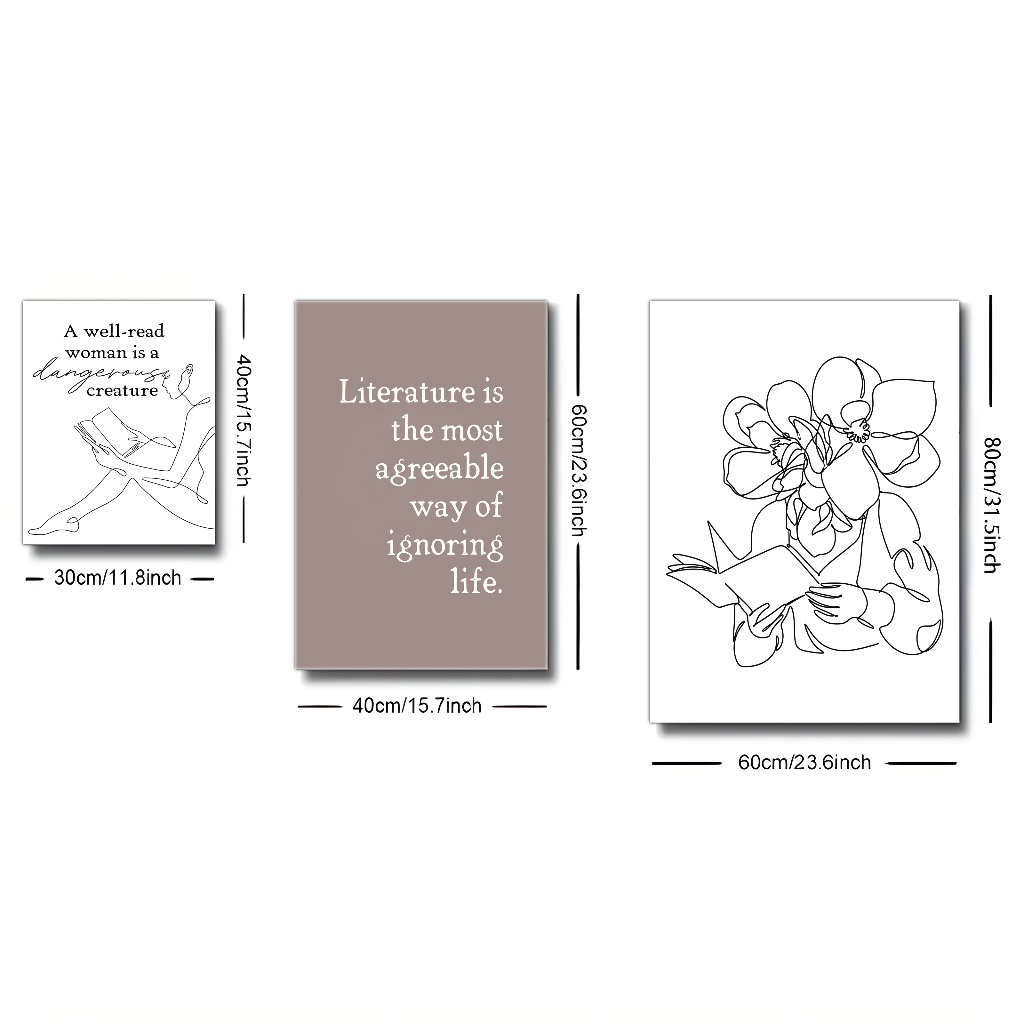 A well-read
woman is a
dangerous
creature
40cm/15.7inch
30cm/11.8inch
Literature is
the most
agreeable
way of
ignoring
life.
60cm/23.6inch
40cm/15.7inch
80cm/31.5inch
60cm/23.6inch